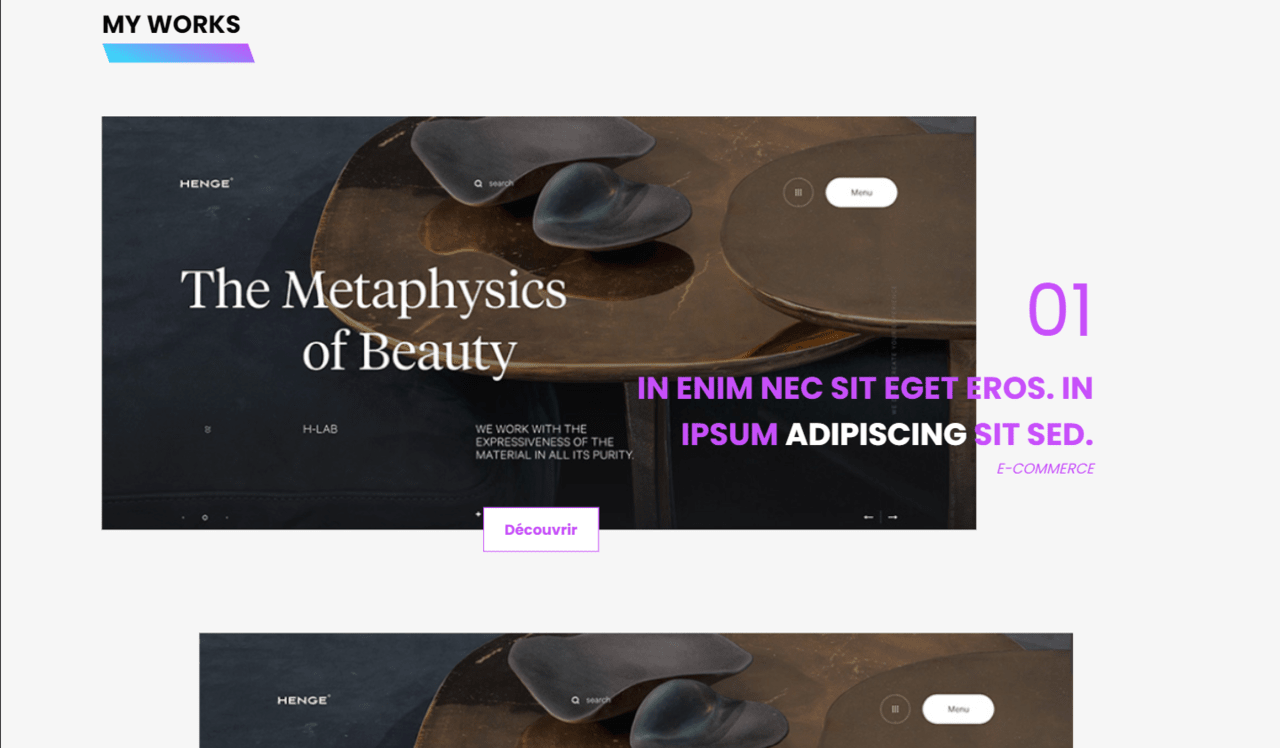 MY WORKS
HENGE
search
Menu
The Metaphysics
of Beauty
01
IN ENIM NEC SIT EGET EROS. IN
IPSUM ADIPISCING SIT SED.
E-COMMERCE
H-LAB
WE WORK WITH THE
EXPRESSIVENESS OF THE
MATERIAL IN ALL ITS PURITY.
Découvrir
HENGE
search
Menu